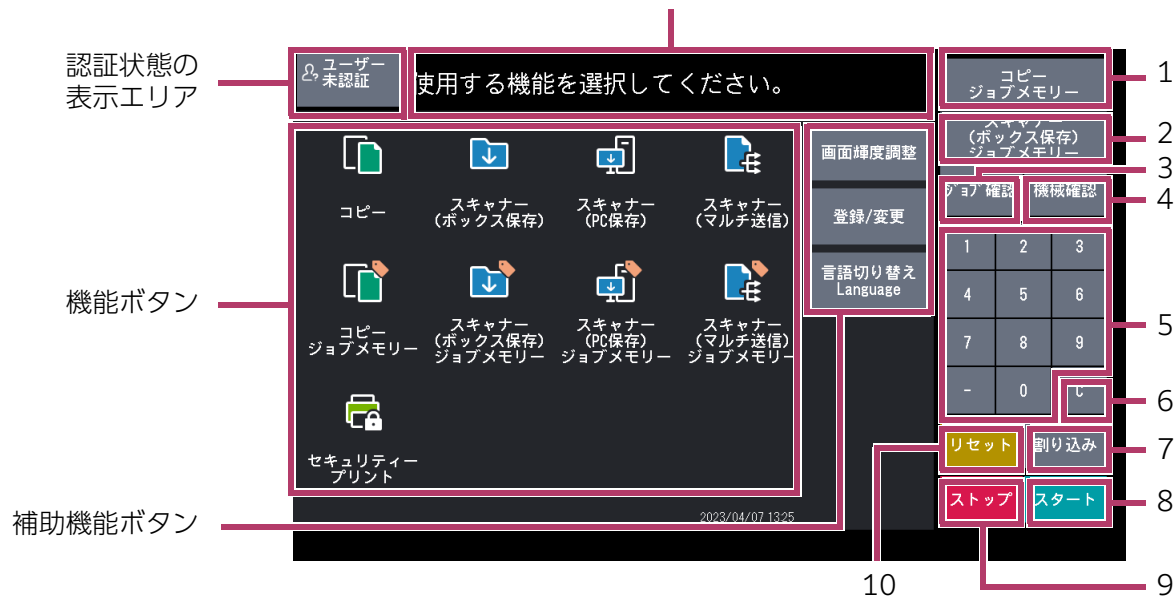 認証状態の
表示エリア
ユーザー
未認証
使用する機能を選択してください。
コピー
ジョブメモリー
1
スキャナー
(ボックス保存)
ジョブメモリー
2
3
ジョブ確認
機械確認
4
コピー
スキャナー
(ボックス保存)
スキャナー
(PC保存)
スキャナー
(マルチ送信)
画面輝度調整
登録/変更
言語切り替え
Language
機能ボタン
コピー
ジョブメモリー
スキャナー
(ボックス保存)
ジョブメモリー
スキャナー
(PC保存)
ジョブメモリー
スキャナー
(マルチ送信)
ジョブメモリー
セキュリティー
プリント
1 2 3
4 5 6
7 8 9
- 0 C
5
6
リセット
割り込み
7
ストップ
スタート
8
補助機能ボタン
2023/04/07 13:25
10
9